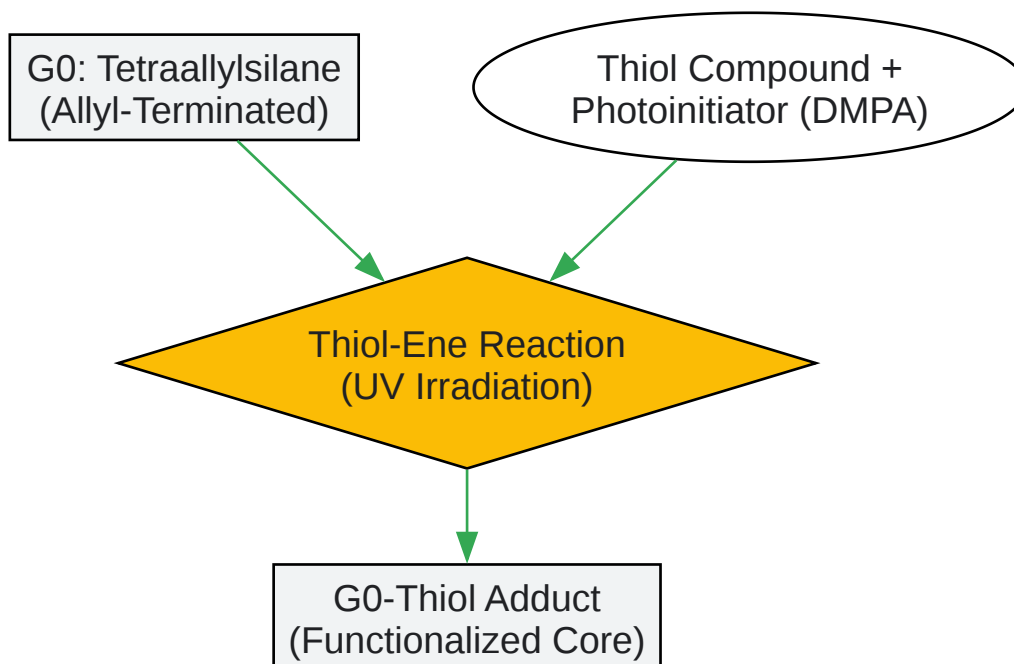 G0: Tetraallylsilane
(Allyl-Terminated)
Thiol Compound +
Photoinitiator (DMPA)
Thiol-Ene Reaction
(UV Irradiation)
G0-Thiol Adduct
(Functionalized Core)